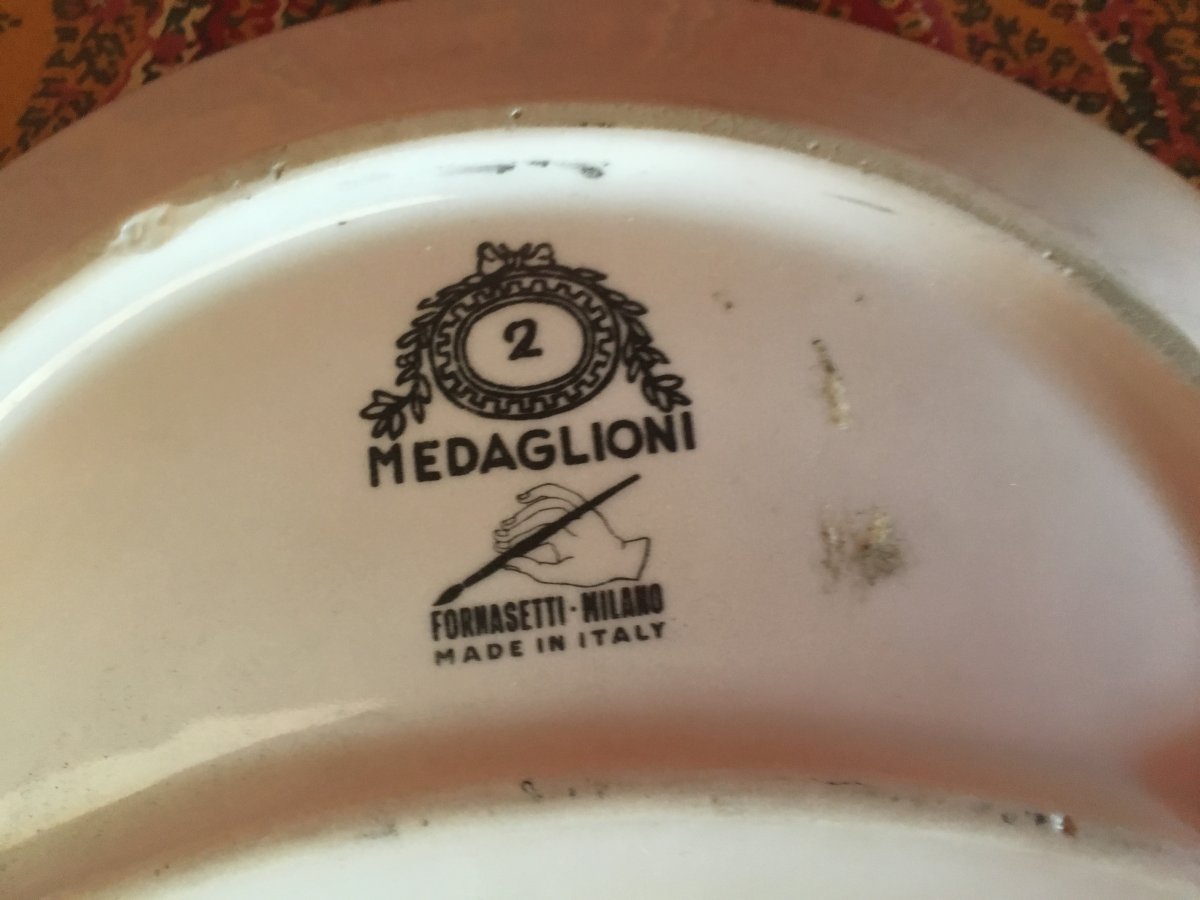 2
MEDAGLIONI
FORNASETTI · MILANO
MADE IN ITALY